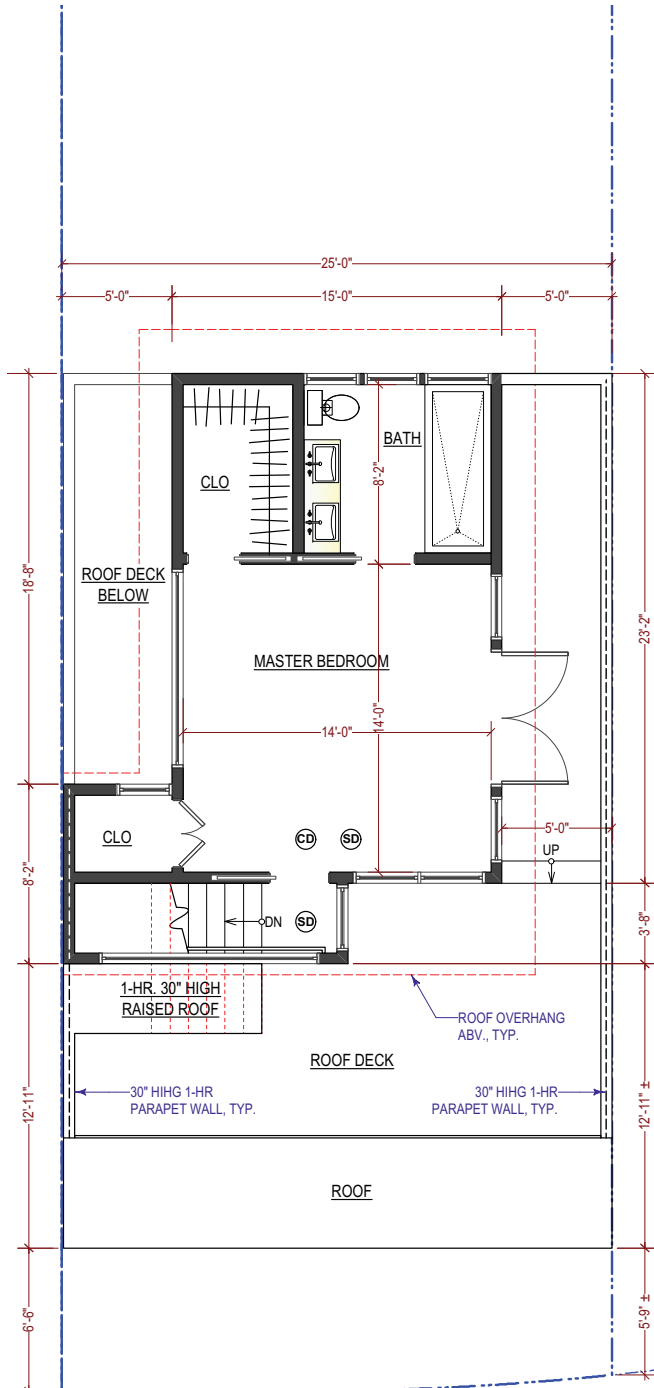 25'-0"
5'-0"
15'-0"
5'-0"
BATH
8'-2"
CLO
ROOF DECK
BELOW
18'-8"
23'-2"
MASTER BEDROOM
14'-0"
14'-0"
CLO
CD
SD
5'-0"
UP
8'-2"
DN
SD
3'-8"
1-HR. 30" HIGH
RAISED ROOF
ROOF OVERHANG
ABV., TYP.
ROOF DECK
30" HIHG 1-HR
PARAPET WALL, TYP.
30" HIHG 1-HR
PARAPET WALL, TYP.
12'-11"
12'-11" ±
ROOF
6'-6"
5'-9" ±